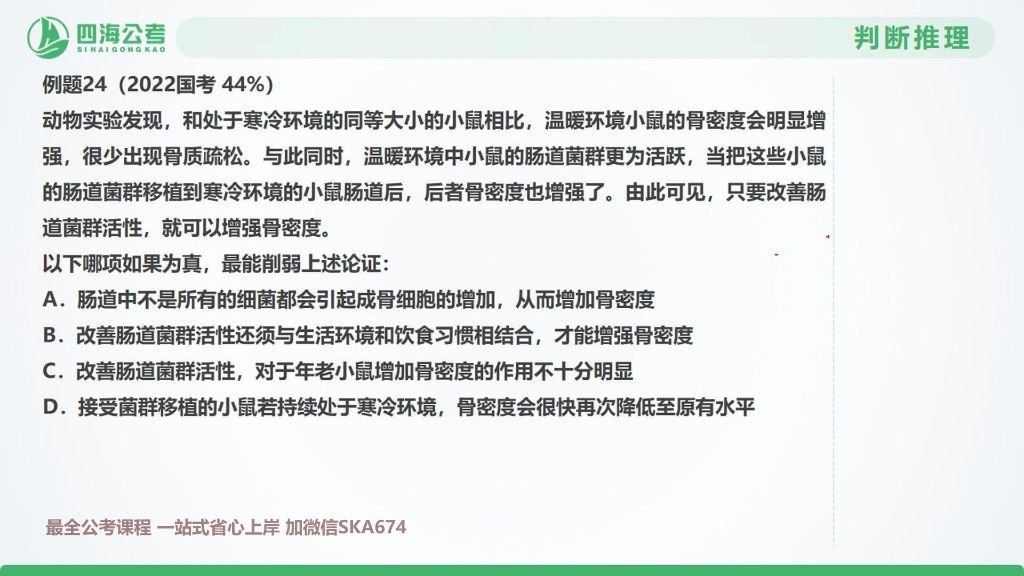 四海公考
SIHAIGONGKAO
判断推理
例题24（2022国考 44%）
动物实验发现，和处于寒冷环境的同等大小的小鼠相比，温暖环境小鼠的骨密度会明显增
强，很少出现骨质疏松。与此同时，温暖环境中小鼠的肠道菌群更为活跃，当把这些小鼠
的肠道菌群移植到寒冷环境的小鼠肠道后，后者骨密度也增强了。由此可见，只要改善肠
道菌群活性，就可以增强骨密度。
以下哪项如果为真，最能削弱上述论证：
A．肠道中不是所有的细菌都会引起成骨细胞的增加，从而增加骨密度
B．改善肠道菌群活性还须与生活环境和饮食习惯相结合，才能增强骨密度
C．改善肠道菌群活性，对于年老小鼠增加骨密度的作用不十分明显
D．接受菌群移植的小鼠若持续处于寒冷环境，骨密度会很快再次降低至原有水平
最全公考课程 一站式省心上岸 加微信SKA674